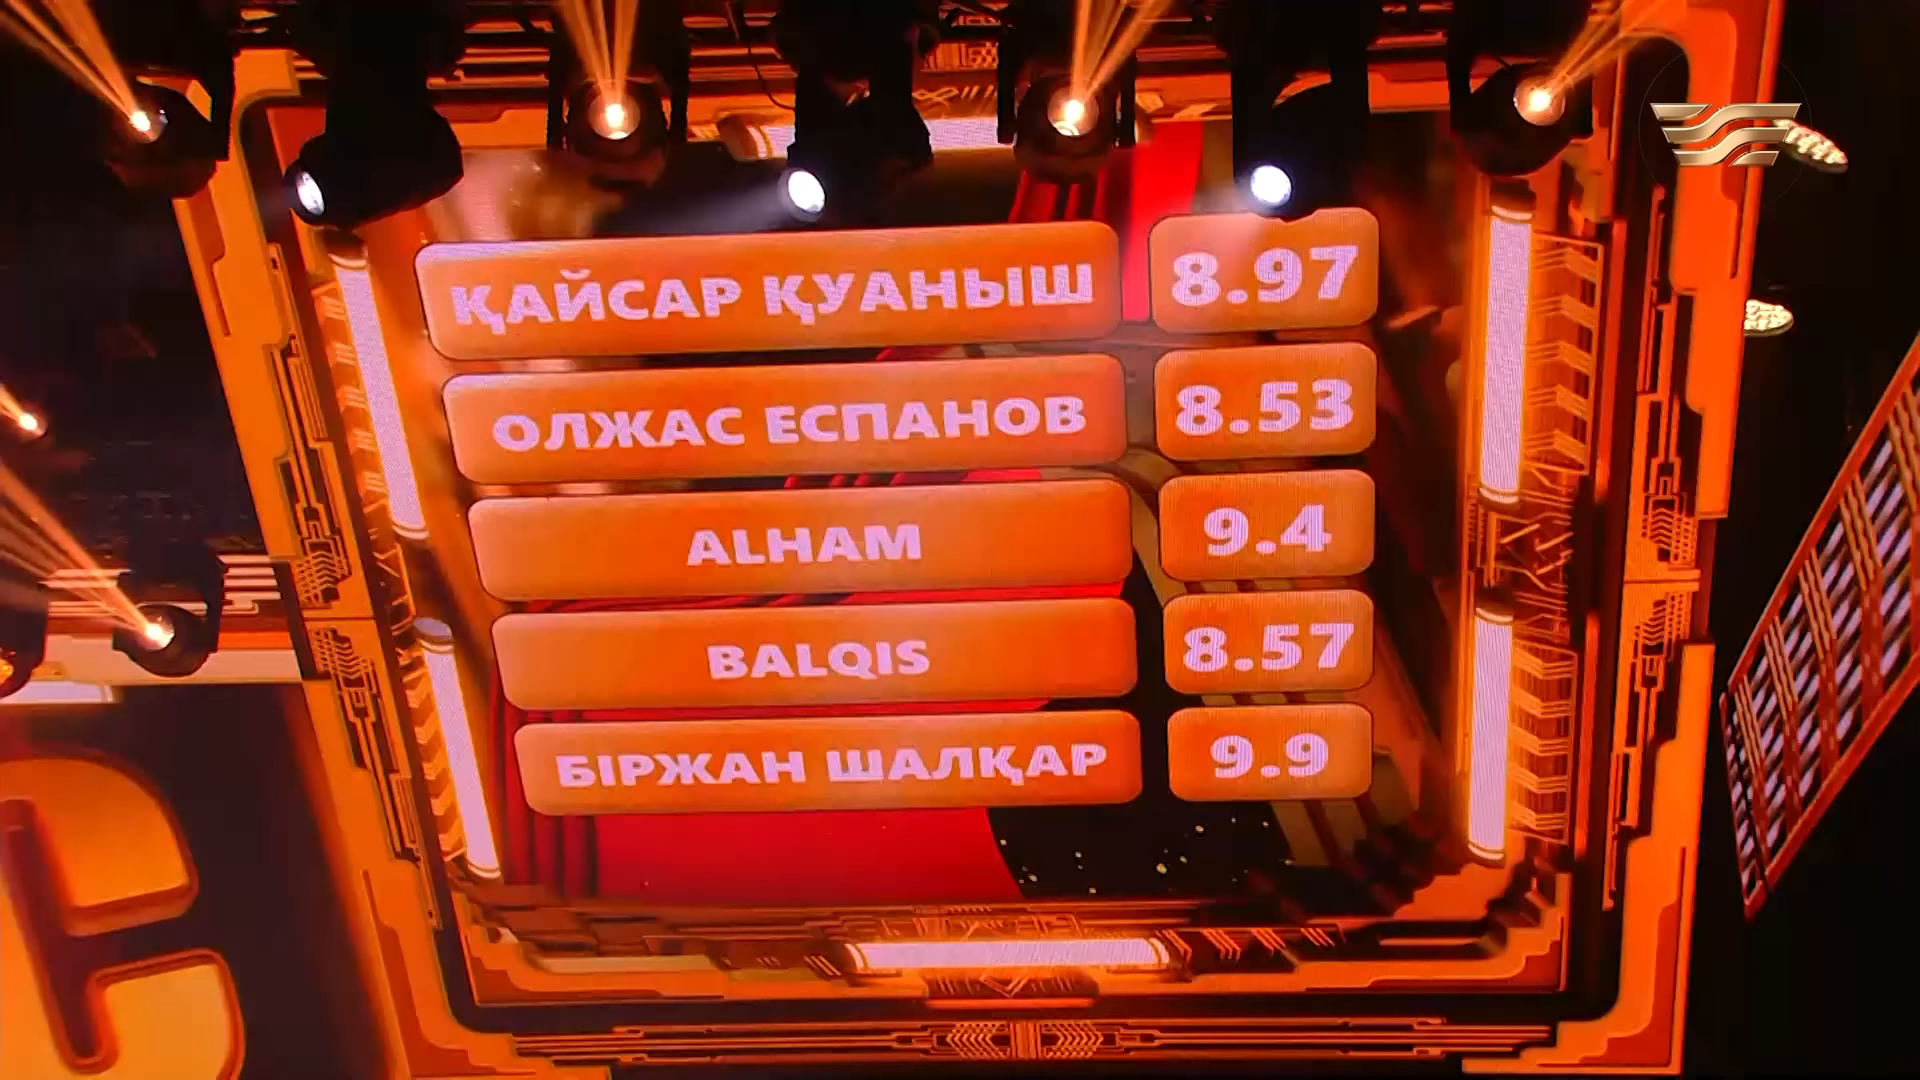 ҚАЙСАР ҚУАНЫШ 8.97
ОЛЖАС ЕСПАНОВ 8.53
ALHAM 9.4
BALQIS 8.57
БІРЖАН ШАЛҚАР 9.9